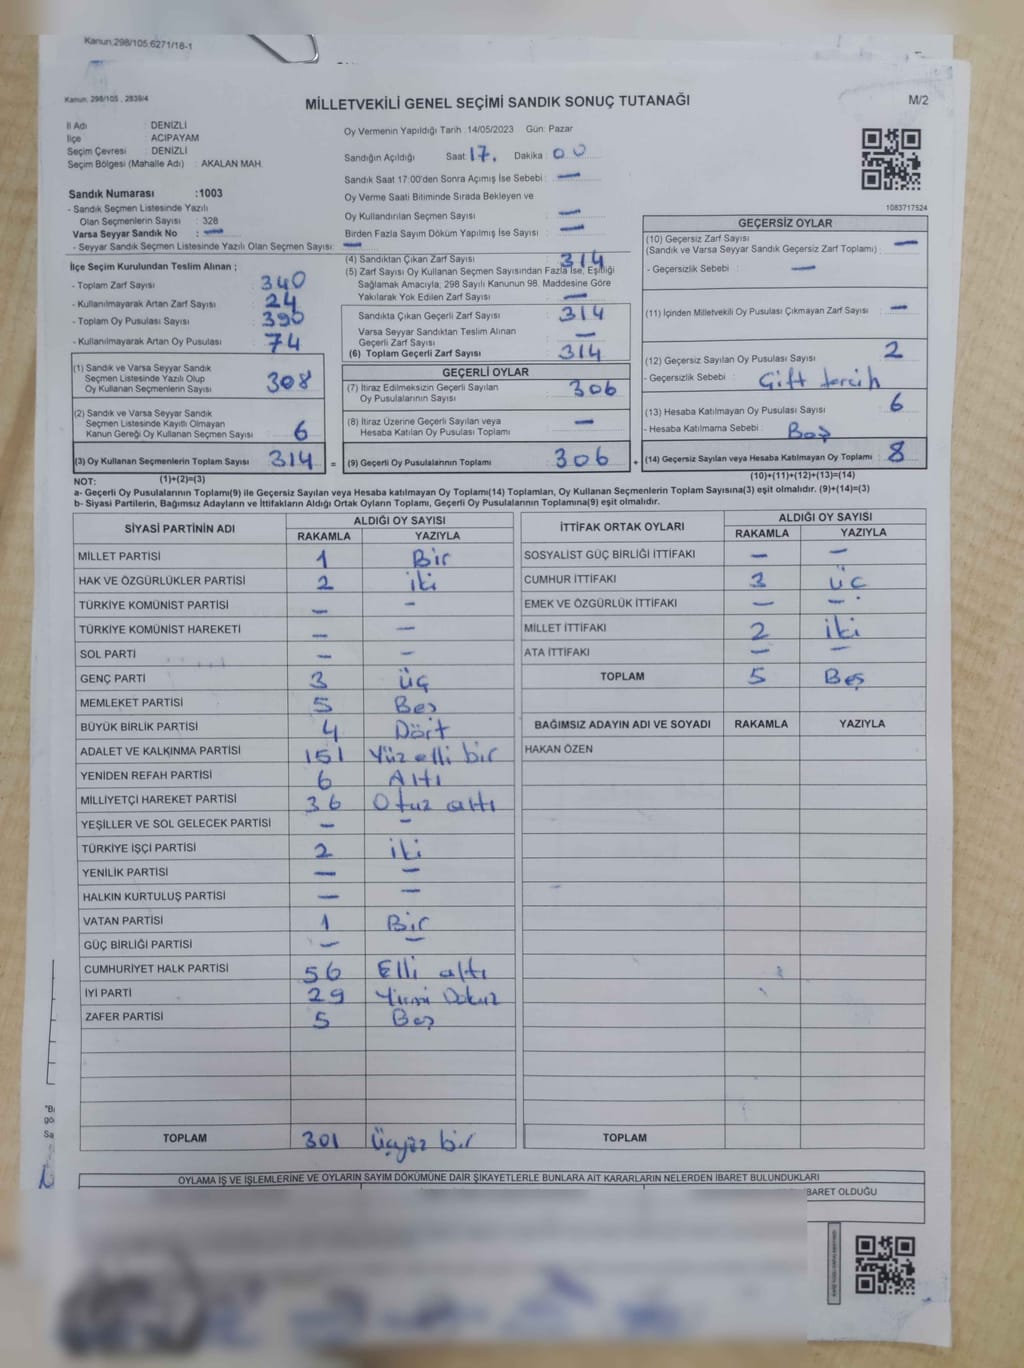 Kanun,298/105,6271/18-1
Kanun, 298/105 , 2839/4
MİLLETVEKİLİ GENEL SEÇİMİ SANDIK SONUÇ TUTANAĞI
M/2
İl Adı : DENİZLİ
İlçe : ACIPAYAM
Seçim Çevresi : DENİZLİ
Seçim Bölgesi (Mahalle Adı) : AKALAN MAH.
Oy Vermenin Yapıldığı Tarih :14/05/2023 Gün: Pazar
Sandığın Açıldığı Saat: 17. Dakika : 00
Sandık Saat 17:00'den Sonra Açımış İse Sebebi : —
Oy Verme Saati Bitiminde Sırada Bekleyen ve
Oy Kullandırılan Seçmen Sayısı : —
Birden Fazla Sayım Döküm Yapılmış İse Sayısı : —
Sandık Numarası :1003
- Sandık Seçmen Listesinde Yazılı
Olan Seçmenlerin Sayısı : 328
Varsa Seyyar Sandık No : —
- Seyyar Sandık Seçmen Listesinde Yazılı Olan Seçmen Sayısı: —
1083717524
İlçe Seçim Kurulundan Teslim Alınan ;
- Toplam Zarf Sayısı : 340
- Kullanılmayarak Artan Zarf Sayısı : 24
- Toplam Oy Pusulası Sayısı : 390
- Kullanılmayarak Artan Oy Pusulası : 74
(1) Sandık ve Varsa Seyyar Sandık
Seçmen Listesinde Yazılı Olup
Oy Kullanan Seçmenlerin Sayısı : 308
(2) Sandık ve Varsa Seyyar Sandık
Seçmen Listesinde Kayıtlı Olmayan
Kanun Gereği Oy Kullanan Seçmen Sayısı : 6
(3) Oy Kullanan Seçmenlerin Toplam Sayısı : 314
(4) Sandıktan Çıkan Zarf Sayısı : 314
(5) Zarf Sayısı Oy Kullanan Seçmen Sayısından Fazla İse, Eşitliği
Sağlamak Amacıyla, 298 Sayılı Kanunun 98. Maddesine Göre
Yakılarak Yok Edilen Zarf Sayısı : —
Sandıkta Çıkan Geçerli Zarf Sayısı : 314
Varsa Seyyar Sandıktan Teslim Alınan
Geçerli Zarf Sayısı : —
(6) Toplam Geçerli Zarf Sayısı : 314
GEÇERLİ OYLAR
(7) İtiraz Edilmeksizin Geçerli Sayılan
Oy Pusulalarının Sayısı : 306
(8) İtiraz Üzerine Geçerli Sayılan veya
Hesaba Katılan Oy Pusulası Toplamı : —
= (9) Geçerli Oy Pusulalarının Toplamı : 306
GEÇERSİZ OYLAR
(10) Geçersiz Zarf Sayısı
(Sandık ve Varsa Seyyar Sandık Geçersiz Zarf Toplamı) : —
- Geçersizlik Sebebi : —
(11) İçinden Milletvekili Oy Pusulası Çıkmayan Zarf Sayısı : —
(12) Geçersiz Sayılan Oy Pusulası Sayısı : 2
- Geçersizlik Sebebi : Çift tercih
(13) Hesaba Katılmayan Oy Pusulası Sayısı : 6
- Hesaba Katılmama Sebebi : Boş
+ (14) Geçersiz Sayılan veya Hesaba Katılmayan Oy Toplamı : 8
NOT: (1)+(2)=(3) (10)+(11)+(12)+(13)=(14)
a- Geçerli Oy Pusulalarının Toplamı(9) ile Geçersiz Sayılan veya Hesaba katılmayan Oy Toplamı(14) Toplamları, Oy Kullanan Seçmenlerin Toplam Sayısına(3) eşit olmalıdır. (9)+(14)=(3)
b- Siyasi Partilerin, Bağımsız Adayların ve İttifakların Aldığı Ortak Oyların Toplamı, Geçerli Oy Pusulalarının Toplamına(9) eşit olmalıdır.
SİYASİ PARTİNİN ADI ALDIĞI OY SAYISI
RAKAMLA YAZIYLA
MİLLET PARTİSİ 1 Bir
HAK VE ÖZGÜRLÜKLER PARTİSİ 2 iki
TÜRKİYE KOMÜNİST PARTİSİ — —
TÜRKİYE KOMÜNİST HAREKETİ — —
SOL PARTİ — —
GENÇ PARTİ 3 üç
MEMLEKET PARTİSİ 5 Beş
BÜYÜK BİRLİK PARTİSİ 4 Dört
ADALET VE KALKINMA PARTİSİ 151 Yüz elli bir
YENİDEN REFAH PARTİSİ 6 Altı
MİLLİYETÇİ HAREKET PARTİSİ 36 Otuz altı
YEŞİLLER VE SOL GELECEK PARTİSİ — —
TÜRKİYE İŞÇİ PARTİSİ 2 iki
YENİLİK PARTİSİ — —
HALKIN KURTULUŞ PARTİSİ — —
VATAN PARTİSİ 1 Bir
GÜÇ BİRLİĞİ PARTİSİ — —
CUMHURİYET HALK PARTİSİ 56 Elli altı
İYİ PARTİ 29 Yirmi Dokuz
ZAFER PARTİSİ 5 Beş
TOPLAM 301 Üçyüz bir
İTTİFAK ORTAK OYLARI ALDIĞI OY SAYISI
RAKAMLA YAZIYLA
SOSYALİST GÜÇ BİRLİĞİ İTTİFAKI — —
CUMHUR İTTİFAKI 3 üç
EMEK VE ÖZGÜRLÜK İTTİFAKI — —
MİLLET İTTİFAKI 2 iki
ATA İTTİFAKI — —
TOPLAM 5 Beş
BAĞIMSIZ ADAYIN ADI VE SOYADI RAKAMLA YAZIYLA
HAKAN ÖZEN
TOPLAM
OYLAMA İŞ VE İŞLEMLERİNE VE OYLARIN SAYIM DÖKÜMÜNE DAİR ŞİKAYETLERLE BUNLARA AİT KARARLARIN NELERDEN İBARET BULUNDUKLARI
BARET OLDUĞU